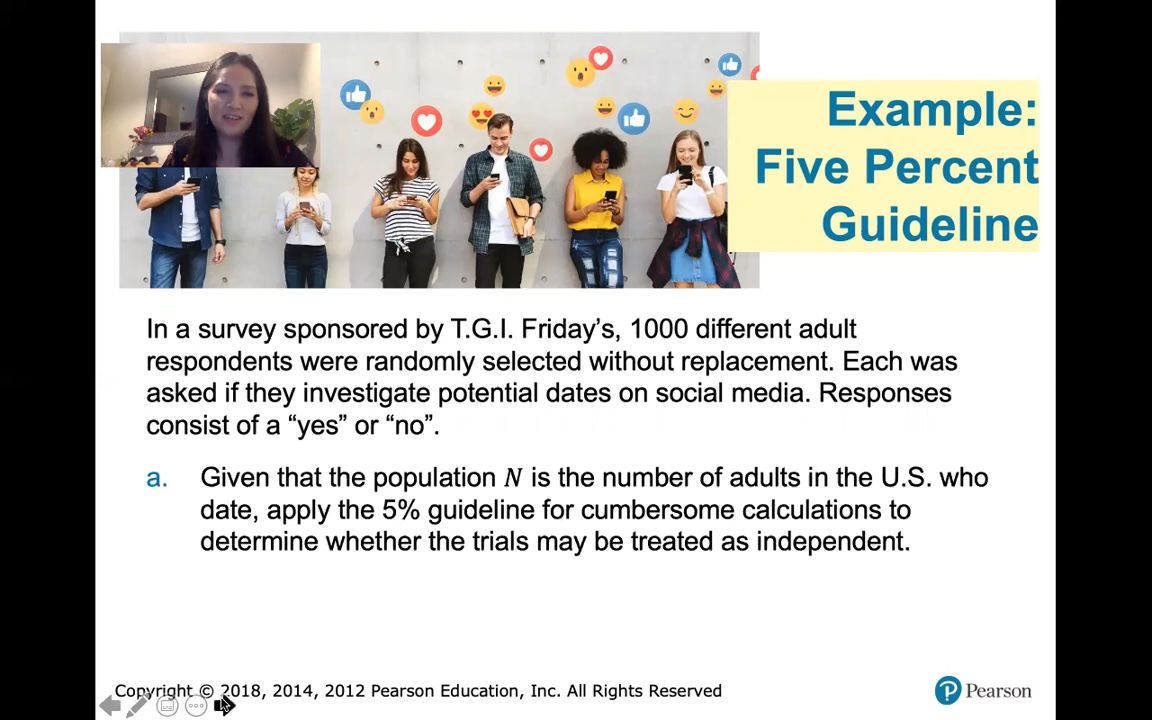 Example:
Five Percent
Guideline
In a survey sponsored by T.G.I. Friday’s, 1000 different adult
respondents were randomly selected without replacement. Each was
asked if they investigate potential dates on social media. Responses
consist of a “yes” or “no”.
a. Given that the population N is the number of adults in the U.S. who
date, apply the 5% guideline for cumbersome calculations to
determine whether the trials may be treated as independent.
Copyright © 2018, 2014, 2012 Pearson Education, Inc. All Rights Reserved
Pearson